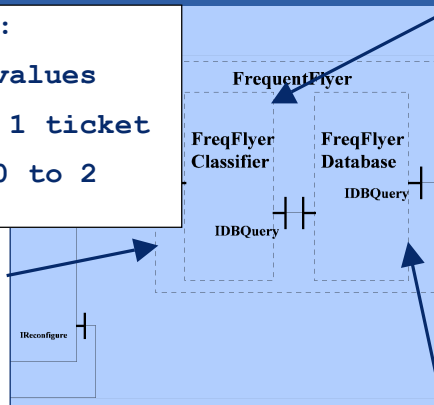 :
values
1 ticket
0 to 2
FrequentFlyer
FreqFlyer
Classifier
FreqFlyer
Database
IDBQuery
IDBQuery
IReconfigure